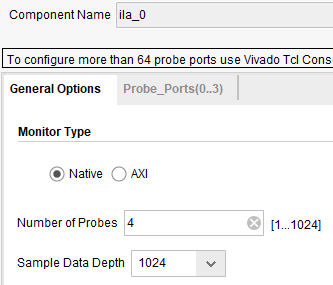 Component Name ila_0
To configure more than 64 probe ports use Vivado Tcl Cons
General Options Probe_Ports(0..3)
Monitor Type
Native AXI
Number of Probes 4 [1...1024]
Sample Data Depth 1024